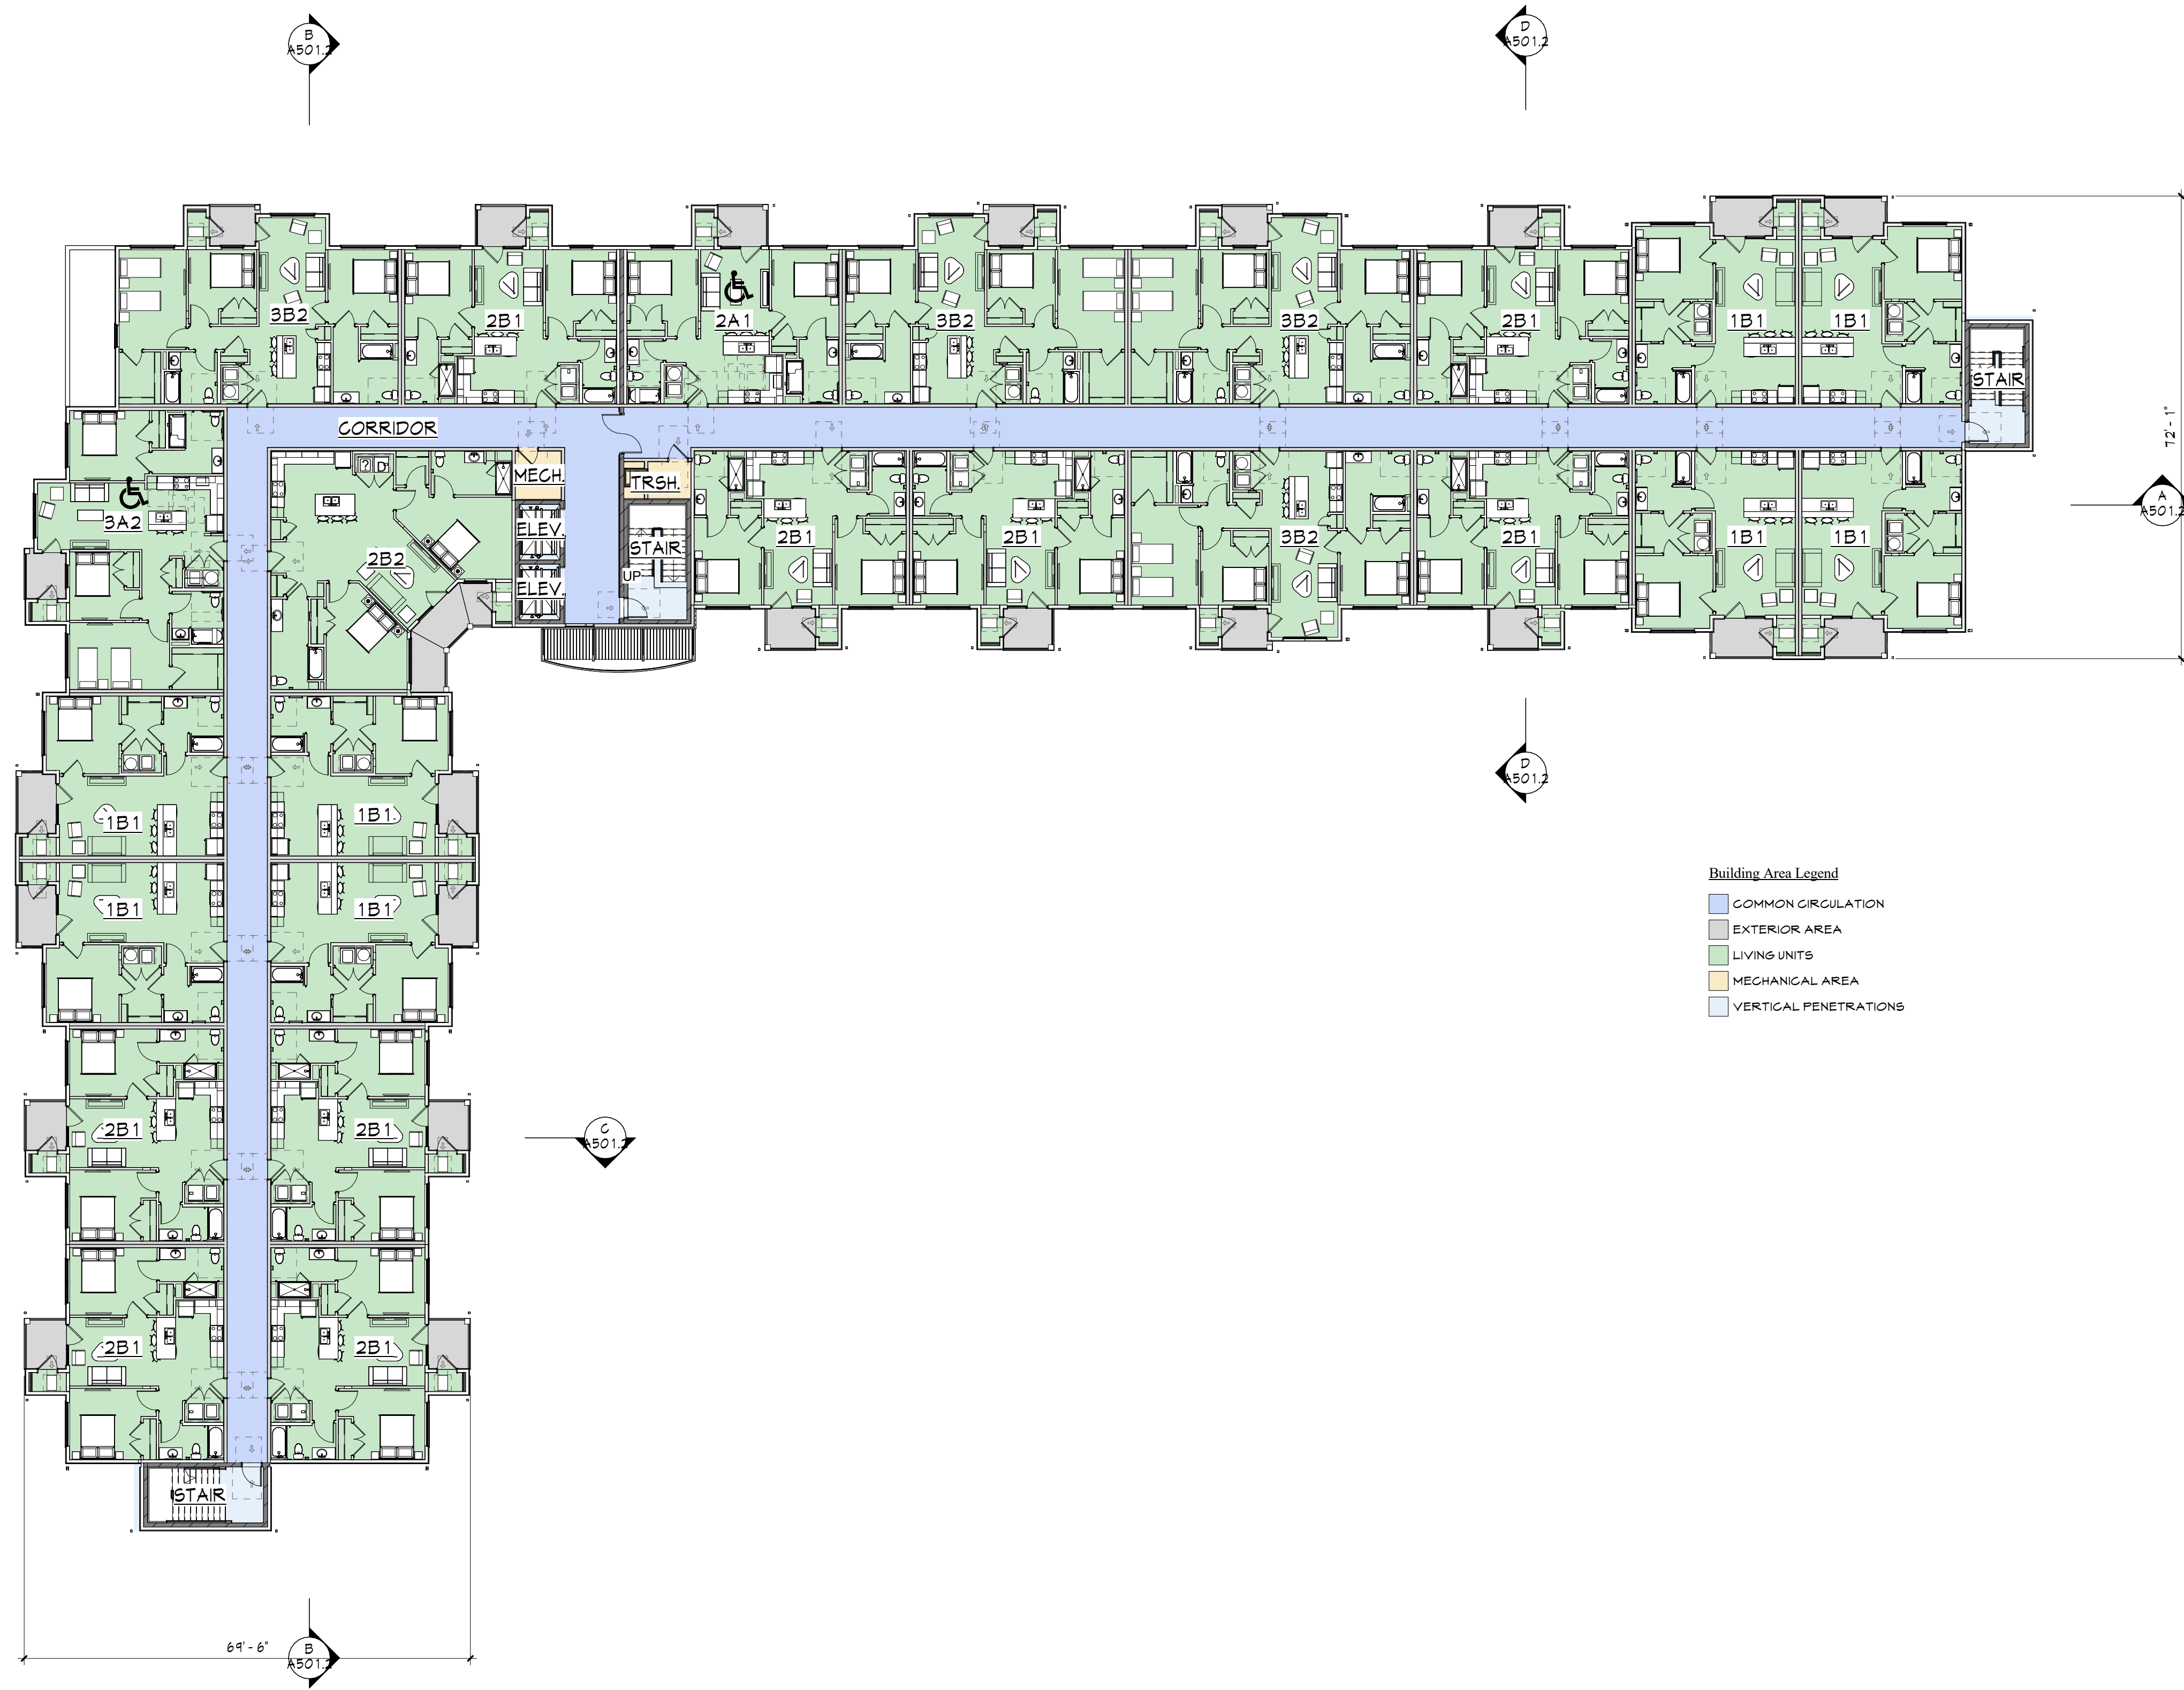 B
A501.2
D
A501.2
3B2
2B1
2A1
3B2
3B2
2B1
1B1
1B1
STAIR
CORRIDOR
72' - 1"
MECH.
TRSH.
? D
3A2
ELEV.
STAIR
2B2
ELEV.
UP
2B1
2B1
3B2
2B1
1B1
1B1
A
A501.2
D
A501.2
1B1
1B1
1B1
1B1
Building Area Legend
COMMON CIRCULATION
EXTERIOR AREA
LIVING UNITS
MECHANICAL AREA
VERTICAL PENETRATIONS
2B1
2B1
C
A501.2
2B1
2B1
STAIR
69' - 6"
B
A501.2